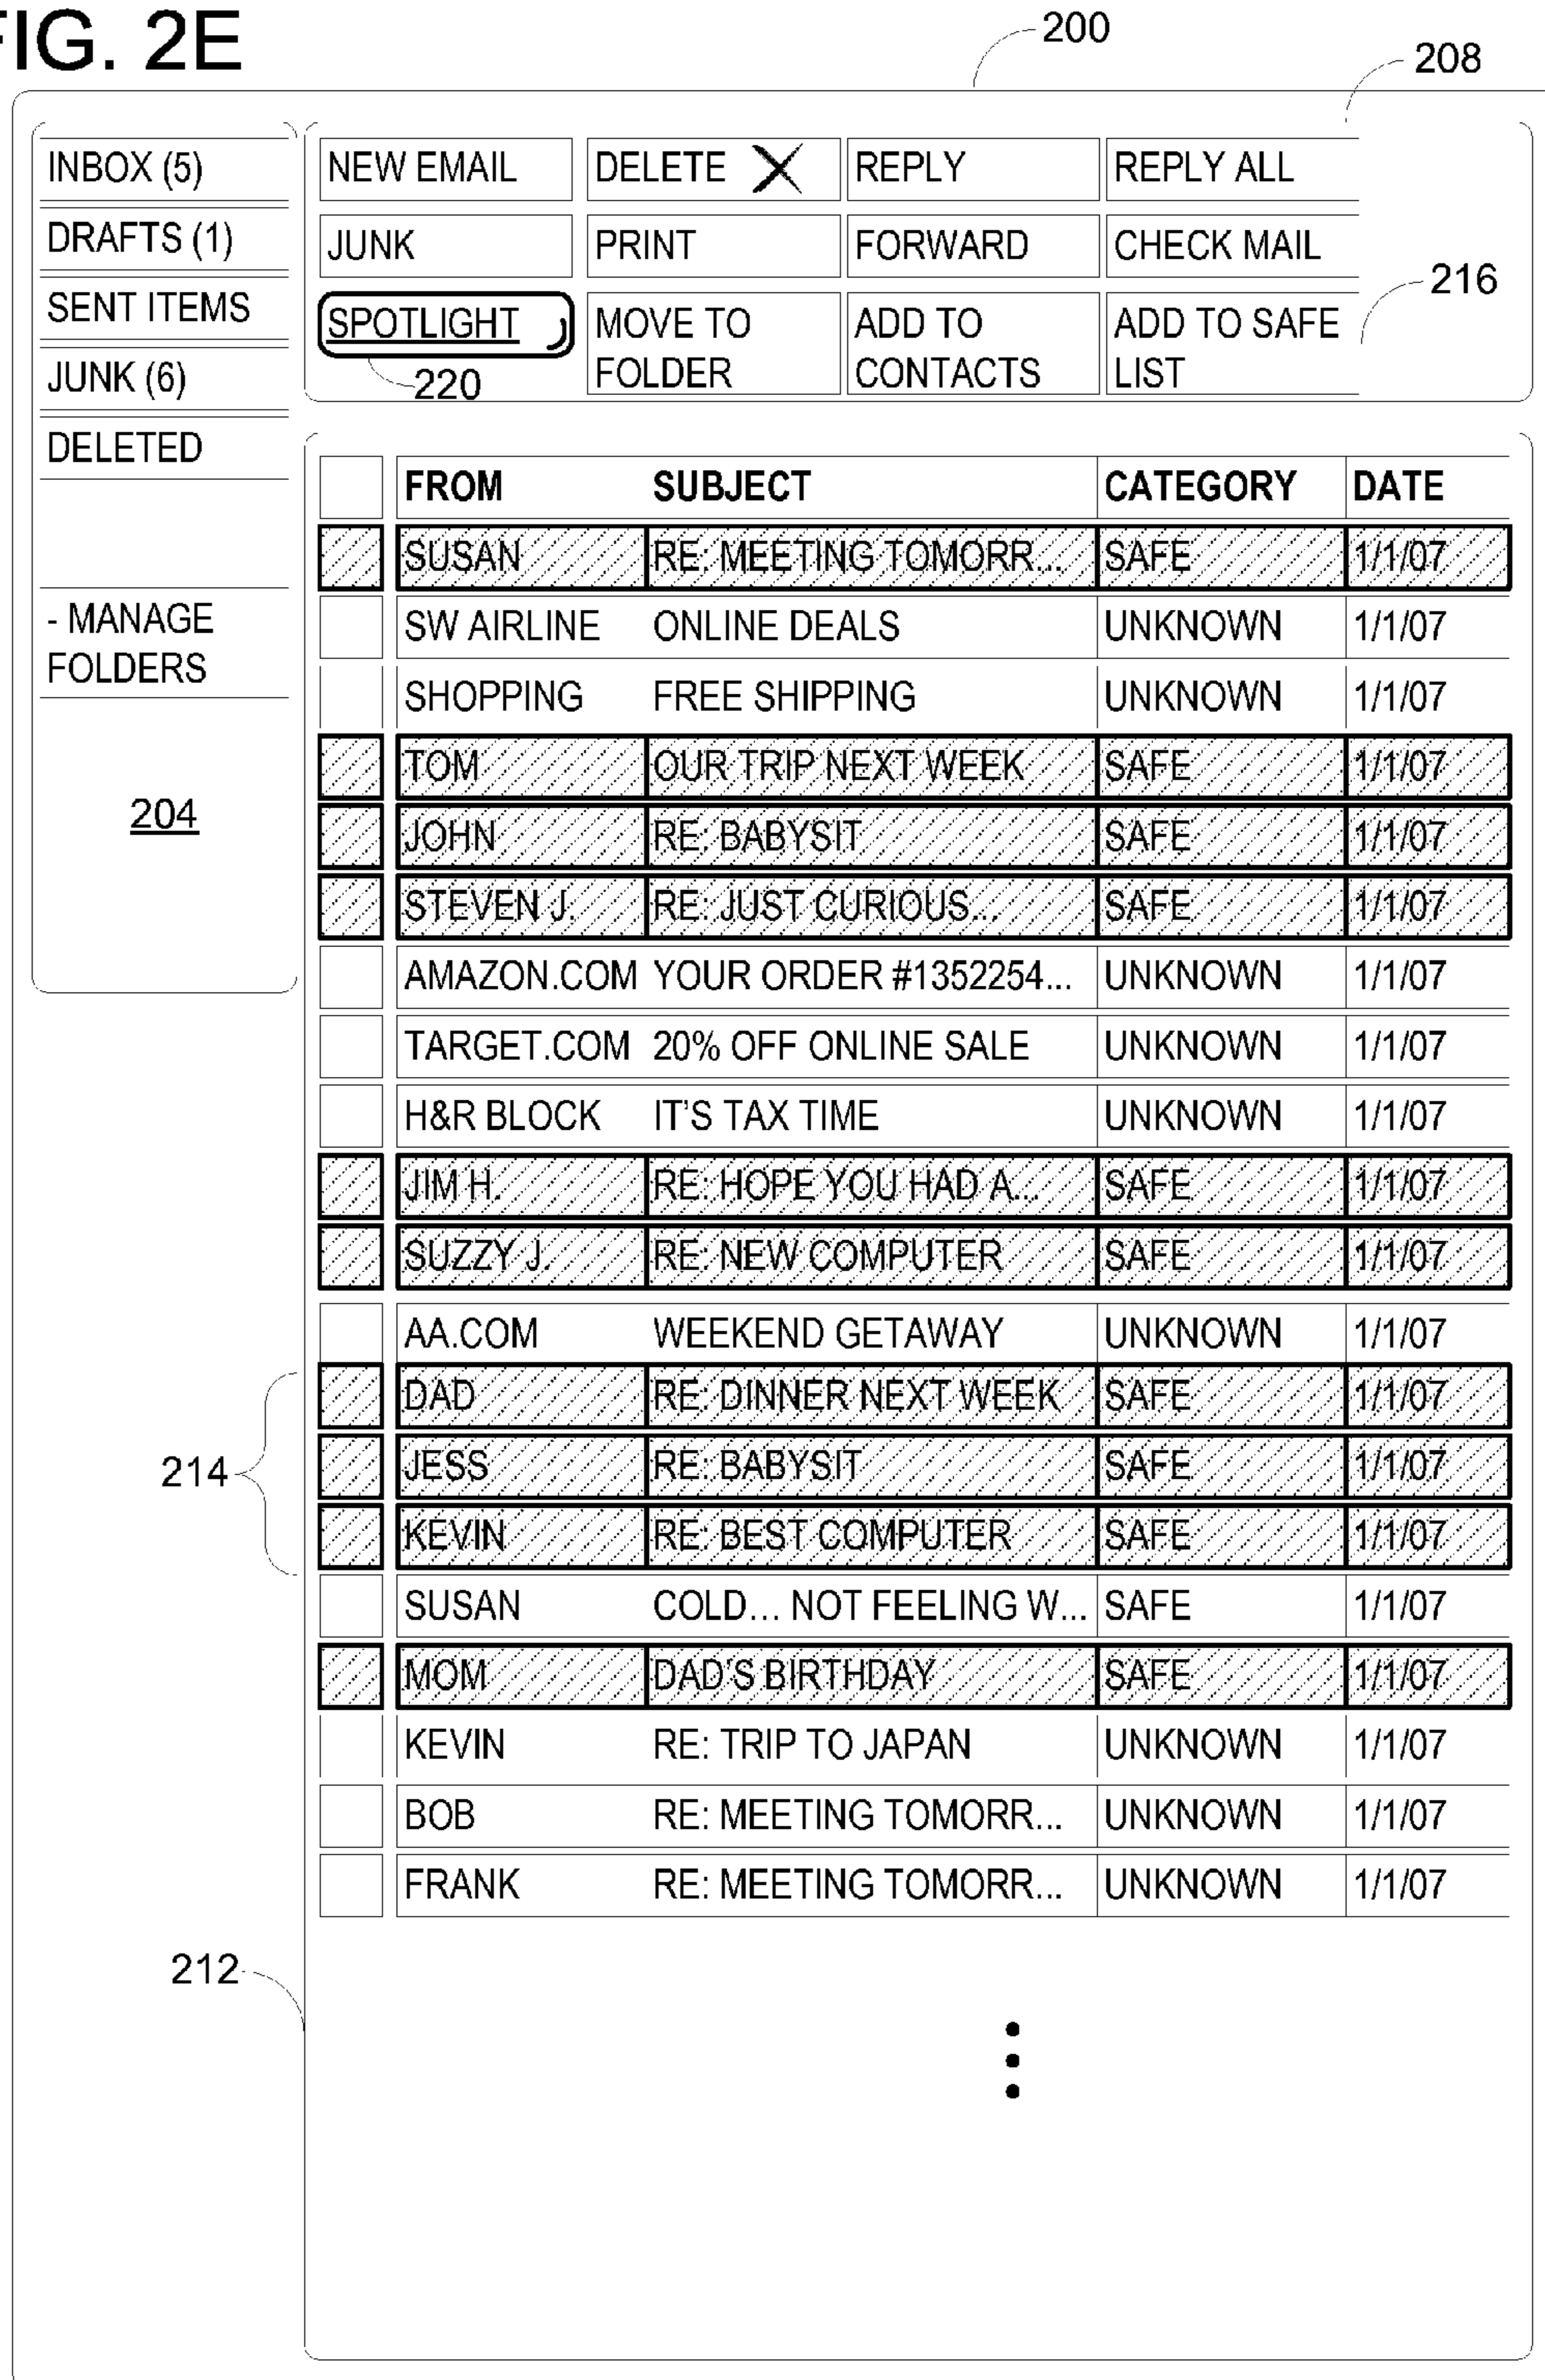 FIG. 2E
200
208
INBOX (5)
DRAFTS (1)
SENT ITEMS
JUNK (6)
DELETED
- MANAGE
FOLDERS
204
NEW EMAIL DELETE X REPLY REPLY ALL
JUNK PRINT FORWARD CHECK MAIL
216
SPOTLIGHT MOVE TO FOLDER ADD TO CONTACTS ADD TO SAFE LIST
220
FROM SUBJECT CATEGORY DATE
SUSAN RE: MEETING TOMORR... SAFE 1/1/07
SW AIRLINE ONLINE DEALS UNKNOWN 1/1/07
SHOPPING FREE SHIPPING UNKNOWN 1/1/07
TOM OUR TRIP NEXT WEEK SAFE 1/1/07
JOHN RE: BABYSIT SAFE 1/1/07
STEVEN J. RE: JUST CURIOUS... SAFE 1/1/07
AMAZON.COM YOUR ORDER #1352254... UNKNOWN 1/1/07
TARGET.COM 20% OFF ONLINE SALE UNKNOWN 1/1/07
H&R BLOCK IT'S TAX TIME UNKNOWN 1/1/07
JIM H. RE: HOPE YOU HAD A... SAFE 1/1/07
SUZZY J. RE: NEW COMPUTER SAFE 1/1/07
AA.COM WEEKEND GETAWAY UNKNOWN 1/1/07
DAD RE: DINNER NEXT WEEK SAFE 1/1/07
214
JESS RE: BABYSIT SAFE 1/1/07
KEVIN RE: BEST COMPUTER SAFE 1/1/07
SUSAN COLD... NOT FEELING W... SAFE 1/1/07
MOM DAD'S BIRTHDAY SAFE 1/1/07
KEVIN RE: TRIP TO JAPAN UNKNOWN 1/1/07
BOB RE: MEETING TOMORR... UNKNOWN 1/1/07
FRANK RE: MEETING TOMORR... UNKNOWN 1/1/07
212